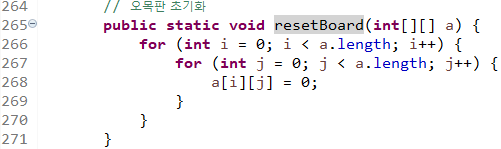 264 // 오목판 초기화
265 public static void resetBoard(int[][] a) {
266 for (int i = 0; i < a.length; i++) {
267 for (int j = 0; j < a.length; j++) {
268 a[i][j] = 0;
269 }
270 }
271 }